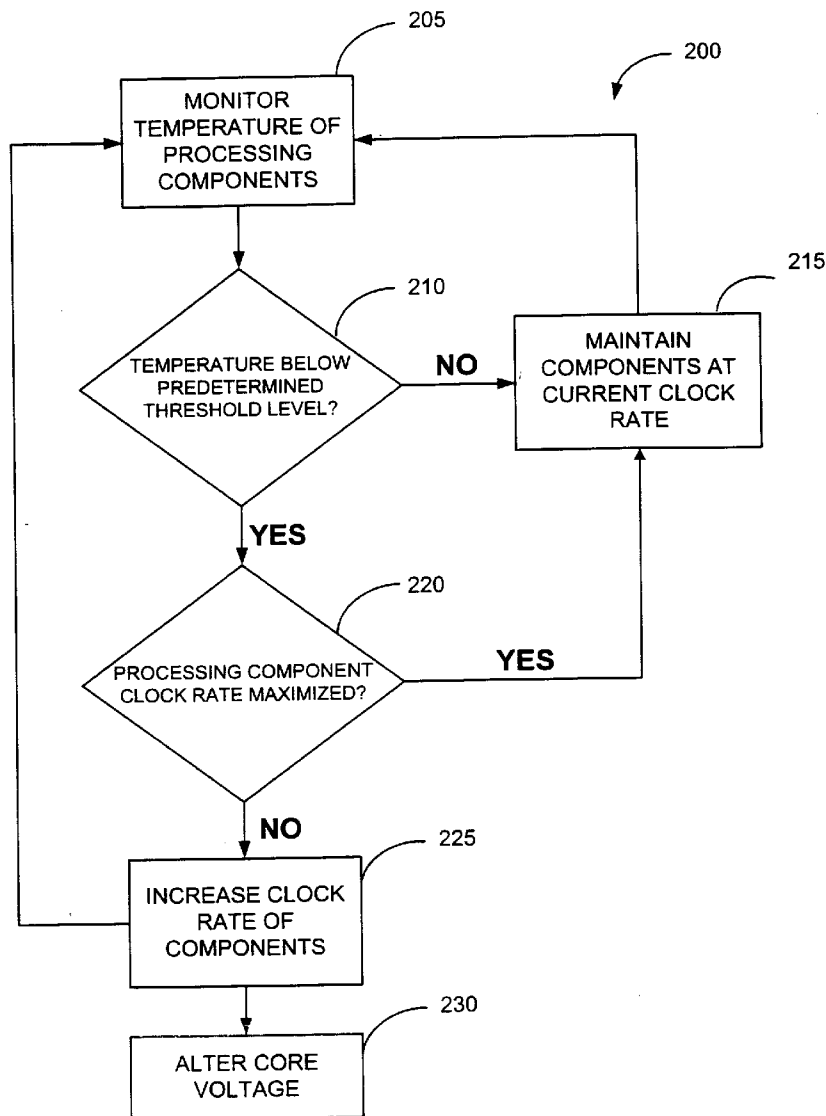 205
200
MONITOR
TEMPERATURE OF
PROCESSING
COMPONENTS
210
215
TEMPERATURE BELOW
PREDETERMINED
THRESHOLD LEVEL?
NO
MAINTAIN
COMPONENTS AT
CURRENT CLOCK
RATE
YES
220
PROCESSING COMPONENT
CLOCK RATE MAXIMIZED?
YES
NO
225
INCREASE CLOCK
RATE OF
COMPONENTS
230
ALTER CORE
VOLTAGE